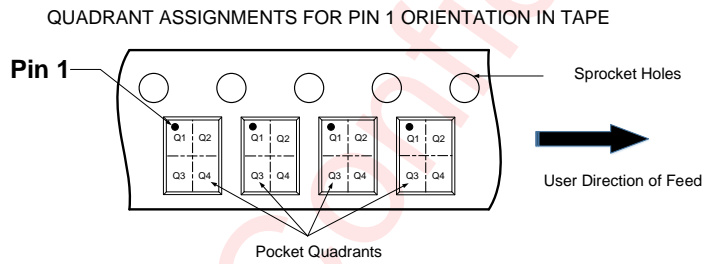 QUADRANT ASSIGNMENTS FOR PIN 1 ORIENTATION IN TAPE
Pin 1
Sprocket Holes
Q1 Q2 Q1 Q2 Q1 Q2 Q1 Q2
Q3 Q4 Q3 Q4 Q3 Q4 Q3 Q4
User Direction of Feed
Pocket Quadrants